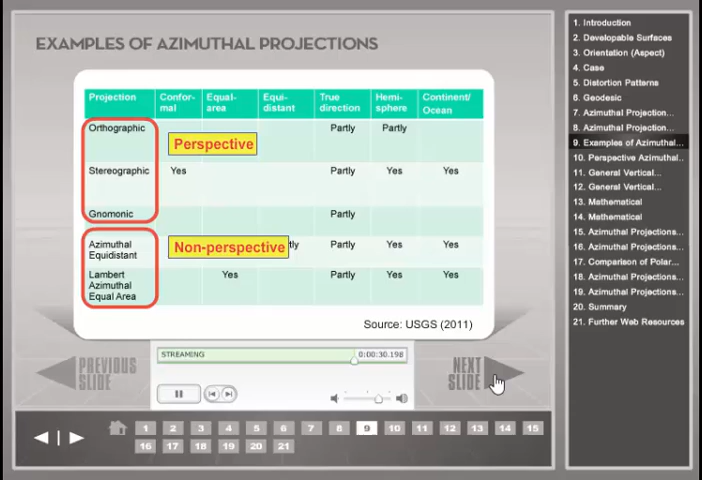 EXAMPLES OF AZIMUTHAL PROJECTIONS
Projection Confor-mal Equal-area Equi-distant True direction Hemi-sphere Continent/Ocean
Orthographic Partly Partly
Perspective
Stereographic Yes Partly Yes Yes
Gnomonic Partly
Azimuthal Equidistant Non-perspective tly Partly Yes Yes
Lambert Azimuthal Equal Area Yes Partly Yes Yes
Source: USGS (2011)
PREVIOUS SLIDE
STREAMING 0:00:30.198
NEXT SLIDE
1 2 3 4 5 6 7 8 9 10 11 12 13 14 15
16 17 18 19 20 21
1. Introduction
2. Developable Surfaces
3. Orientation (Aspect)
4. Case
5. Distortion Patterns
6. Geodesic
7. Azimuthal Projection...
8. Azimuthal Projection...
9. Examples of Azimuthal...
10. Perspective Azimuthal..
11. General Vertical...
12. General Vertical...
13. Mathematical
14. Mathematical
15. Azimuthal Projections...
16. Azimuthal Projections...
17. Comparison of Polar...
18. Azimuthal Projections...
19. Azimuthal Projections...
20. Summary
21. Further Web Resources